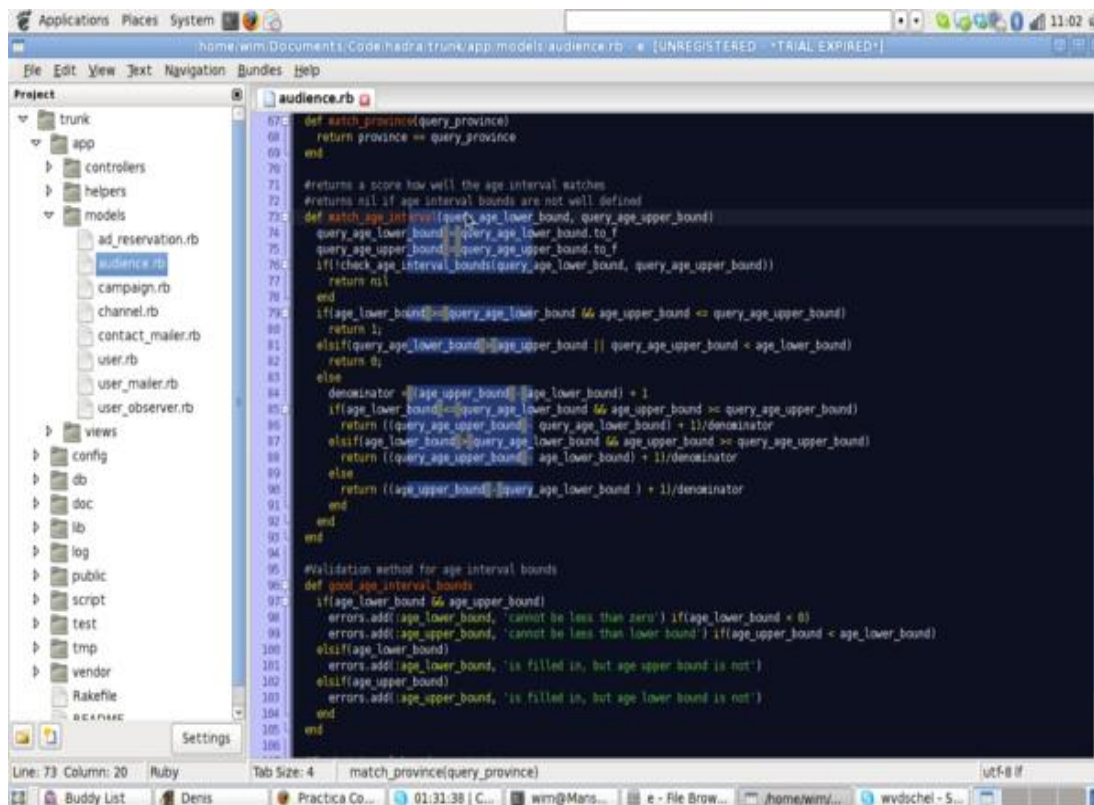 Applications Places System
11:02
home/wim/Documents/Code/hadra/trunk/app/models/audience.rb - e [UNREGISTERED - *TRIAL EXPIRED*]
File Edit View Text Navigation Bundles Help
Project
audience.rb
trunk
app
controllers
helpers
models
ad_reservation.rb
audience.rb
campaign.rb
channel.rb
contact_mailer.rb
user.rb
user_mailer.rb
user_observer.rb
views
config
db
doc
lib
log
public
script
test
tmp
vendor
Rakefile
README
Settings
67 def match_province(query_province)
68 return province == query_province
69 end
70
71 #returns a score how well the age interval matches
72 #returns nil if age interval bounds are not well defined
73 def match_age_interval(query_age_lower_bound, query_age_upper_bound)
74 query_age_lower_bound = query_age_lower_bound.to_f
75 query_age_upper_bound = query_age_upper_bound.to_f
76 if(!check_age_interval_bounds(query_age_lower_bound, query_age_upper_bound))
77 return nil
78 end
79 if(age_lower_bound >= query_age_lower_bound && age_upper_bound <= query_age_upper_bound)
80 return 1;
81 elsif(query_age_lower_bound > age_upper_bound || query_age_upper_bound < age_lower_bound)
82 return 0;
83 else
84 denominator = (age_upper_bound - age_lower_bound) + 1
85 if(age_lower_bound <= query_age_lower_bound && age_upper_bound >= query_age_upper_bound)
86 return ((query_age_upper_bound - query_age_lower_bound) + 1)/denominator
87 elsif(age_lower_bound > query_age_lower_bound && age_upper_bound >= query_age_upper_bound)
88 return ((query_age_upper_bound - age_lower_bound) + 1)/denominator
89 else
90 return ((age_upper_bound - query_age_lower_bound ) + 1)/denominator
91 end
92 end
93 end
94
95 #Validation method for age interval bounds
96 def good_age_interval_bounds
97 if(age_lower_bound && age_upper_bound)
98 errors.add(:age_lower_bound, 'cannot be less than zero') if(age_lower_bound < 0)
99 errors.add(:age_upper_bound, 'cannot be less than lower bound') if(age_upper_bound < age_lower_bound)
100 elsif(age_lower_bound)
101 errors.add(:age_lower_bound, 'is filled in, but age upper bound is not')
102 elsif(age_upper_bound)
103 errors.add(:age_upper_bound, 'is filled in, but age lower bound is not')
104 end
105 end
106
Line: 73 Column: 20 Ruby Tab Size: 4 match_province(query_province) utf-8 lf
Buddy List Denis Practica Co... 01:31:38 | C... wim@Mans... e - File Brow... /home/wim/... wvdschel - S...